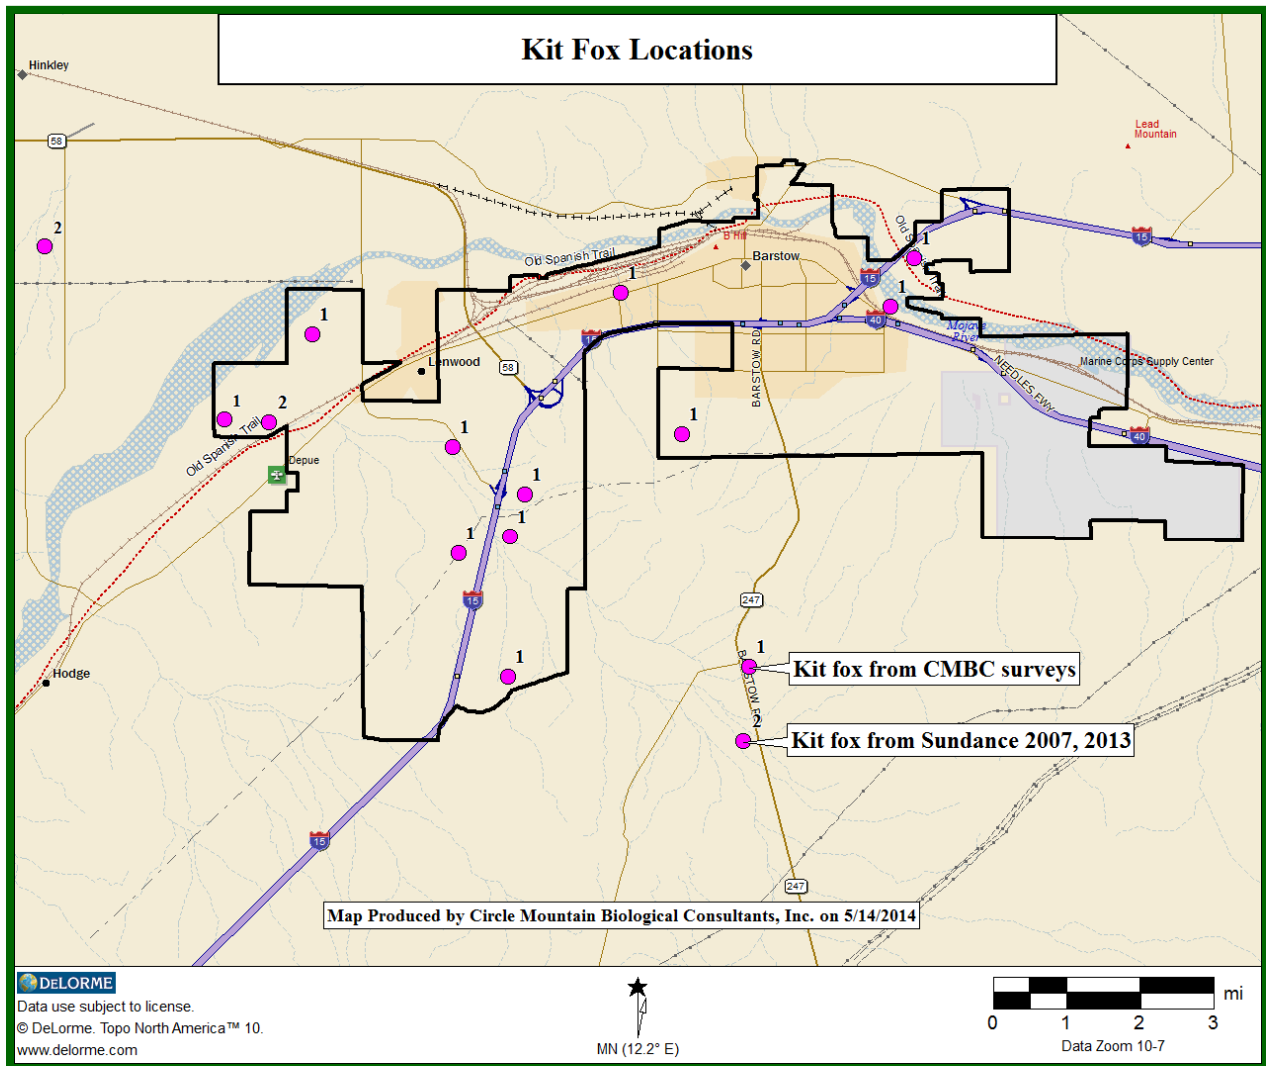 Kit Fox Locations
Hinkley
58
Lead
Mountain
2
Old Spanish Trail
B Hill
Barstow
1
15
1
15
1
1
40
Mojave
River
Marine Corps Supply Center
NEEDLES FWY
15
58
Lenwood
BARSTOW RD
1
1
2
Old Spanish Trail
1
1
40
Depue
1
1
1
15
247
Hodge
1
1
Kit fox from CMBC surveys
2
Kit fox from Sundance 2007, 2013
15
247
Map Produced by Circle Mountain Biological Consultants, Inc. on 5/14/2014
DELORME
Data use subject to license.
© DeLorme. Topo North America™ 10.
www.delorme.com
MN (12.2° E)
mi
0 1 2 3
Data Zoom 10-7